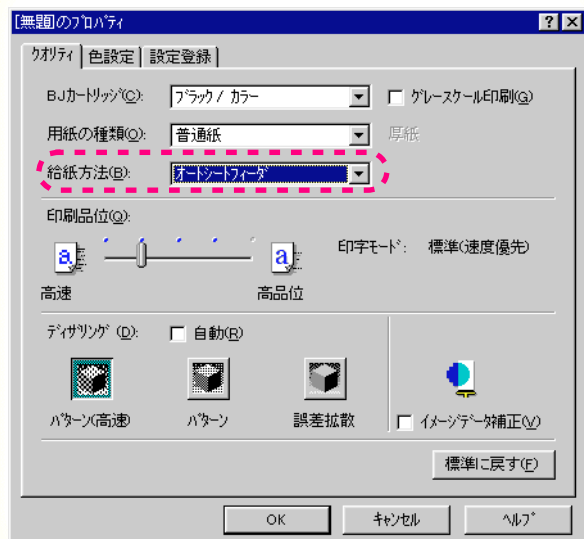 [無題]のﾌﾟﾛﾊﾟﾃｨ
ｸｵﾘﾃｨ 色設定 設定登録
BJｶｰﾄﾘｯｼﾞ(C): ﾌﾞﾗｯｸ / ｶﾗｰ ｸﾞﾚｰｽｹｰﾙ印刷(G)
用紙の種類(O): 普通紙 厚紙
給紙方法(B): ｵｰﾄｼｰﾄﾌｨｰﾀﾞ
印刷品位(Q):
印字ﾓｰﾄﾞ: 標準(速度優先)
a a
高速 高品位
ﾃﾞｨｻﾞﾘﾝｸﾞ (D): 自動(R)
ﾊﾟﾀｰﾝ(高速) ﾊﾟﾀｰﾝ 誤差拡散 ｲﾒｰｼﾞﾃﾞｰﾀ補正(V)
標準に戻す(F)
OK ｷｬﾝｾﾙ ﾍﾙﾌﾟ